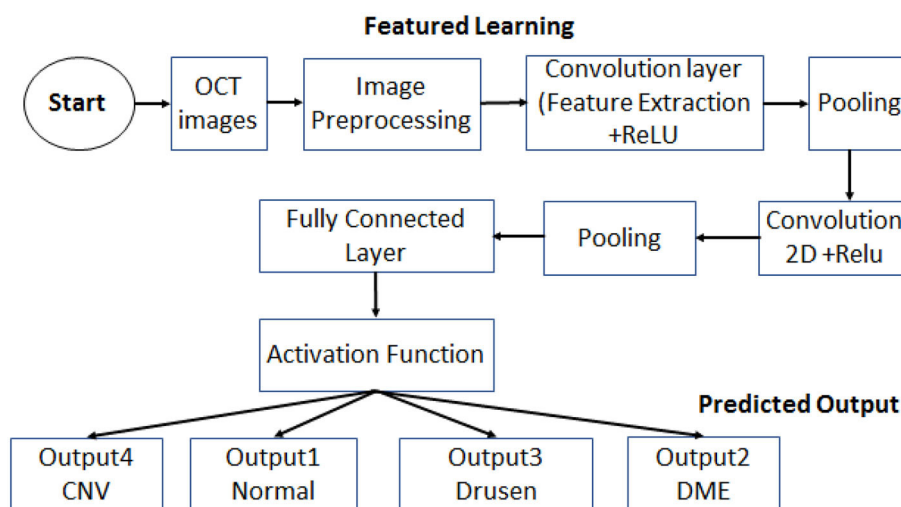 Featured Learning
Start
OCT
images
Image
Preprocessing
Convolution layer
(Feature Extraction
+ReLU
Pooling
Convolution
2D +Relu
Pooling
Fully Connected
Layer
Activation Function
Predicted Output
Output4
CNV
Output1
Normal
Output3
Drusen
Output2
DME